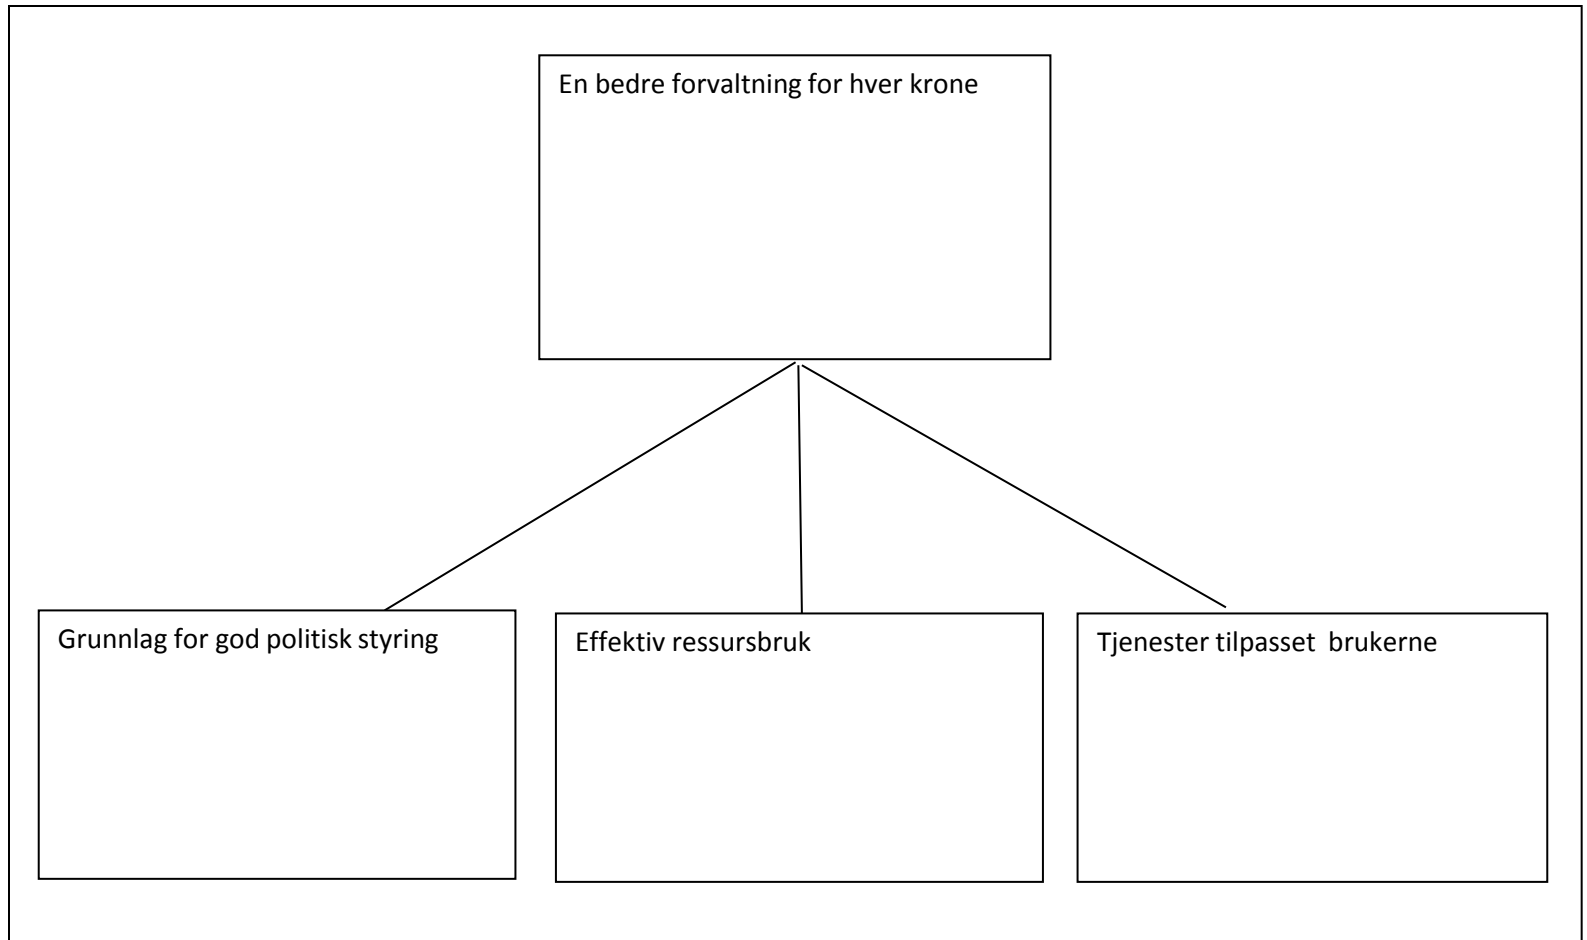 En bedre forvaltning for hver krone
Grunnlag for god politisk styring
Effektiv ressursbruk
Tjenester tilpasset  brukerne